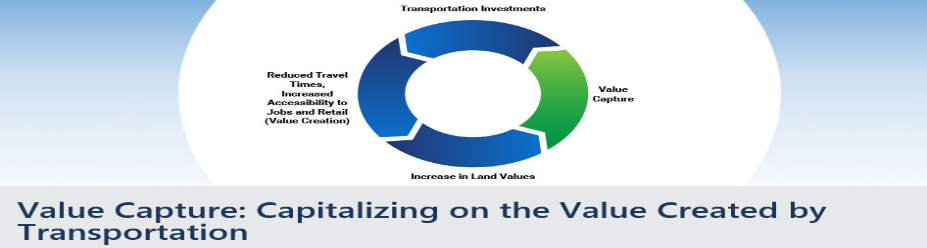 Transportation Investments
Reduced Travel
Times,
Increased
Accessibility to
Jobs and Retail
(Value Creation)
Value
Capture
Increase in Land Values
Value Capture: Capitalizing on the Value Created by
Transportation